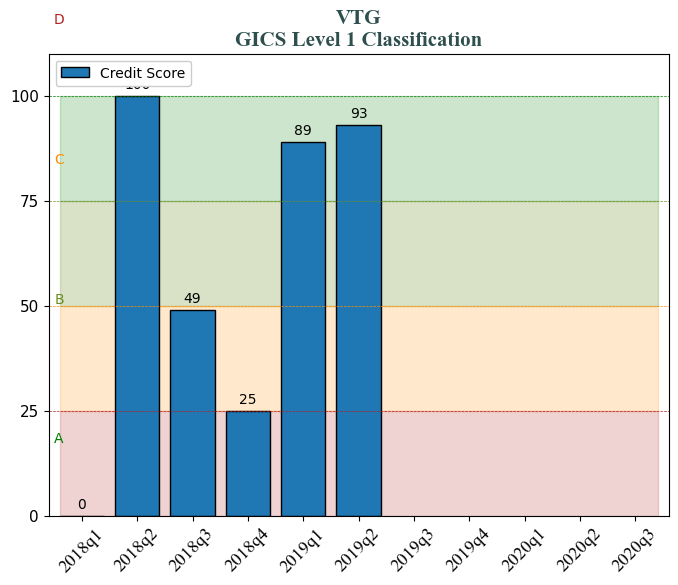 D
VTG
GICS Level 1 Classification
Credit Score
100
100
89
93
C
75
B
50
49
25
25
A
0
0
2018q1
2018q2
2018q3
2018q4
2019q1
2019q2
2019q3
2019q4
2020q1
2020q2
2020q3